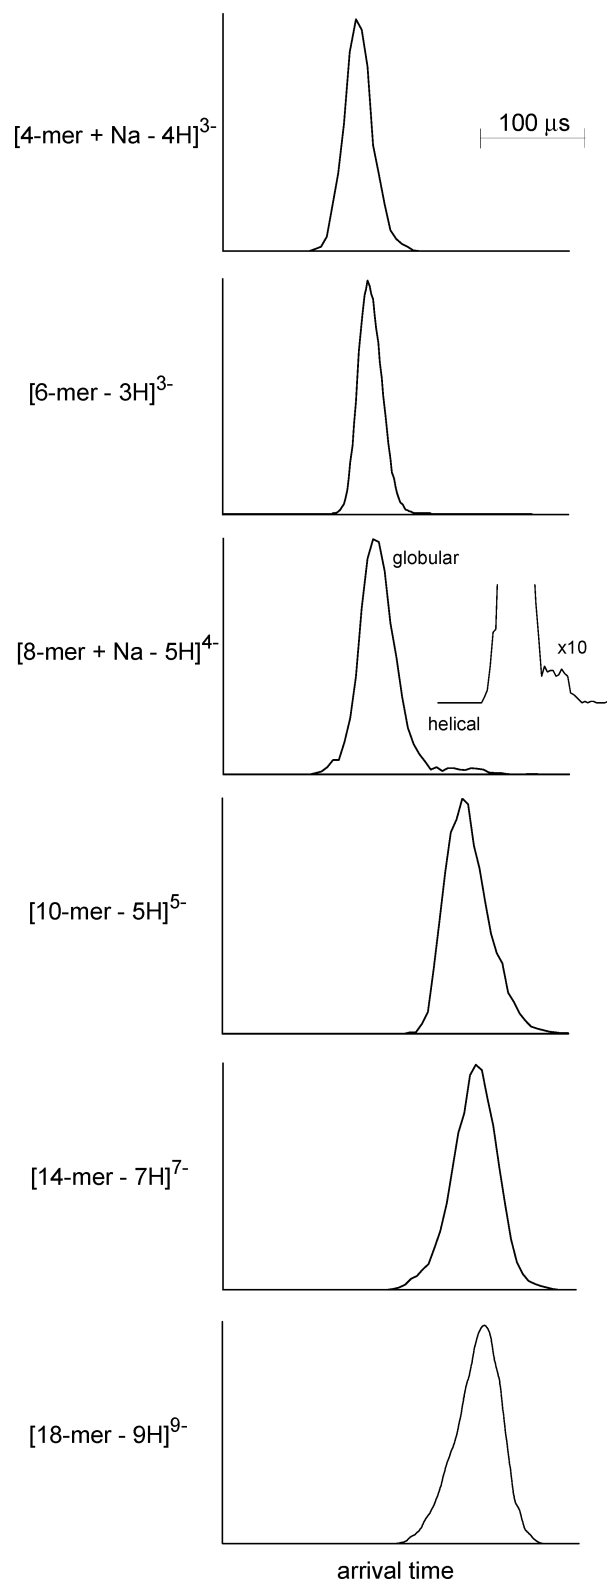 [4-mer + Na - 4H]3-
100 μs
[6-mer - 3H]3-
globular
[8-mer + Na - 5H]4-
x10
helical
[10-mer - 5H]5-
[14-mer - 7H]7-
[18-mer - 9H]9-
arrival time